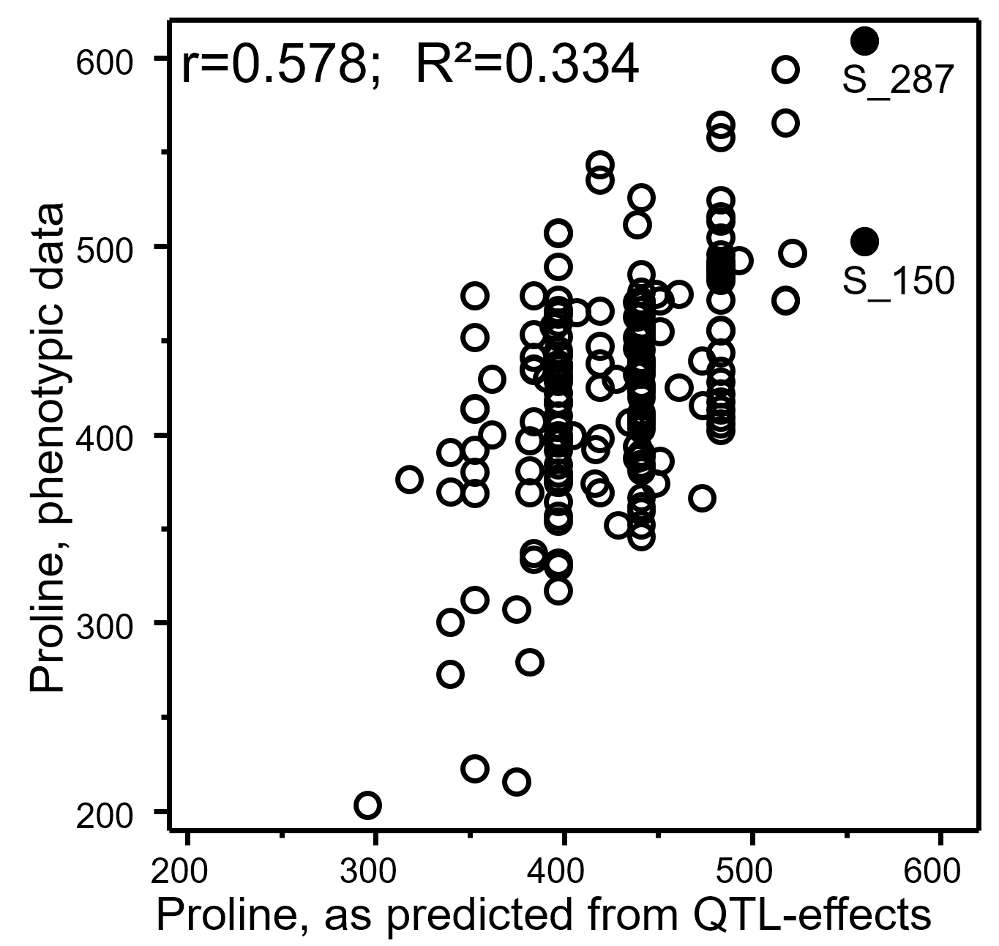 r=0.578; R²=0.334
S_287
S_150
Proline, phenotypic data
600
500
400
300
200
200 300 400 500 600
Proline, as predicted from QTL-effects